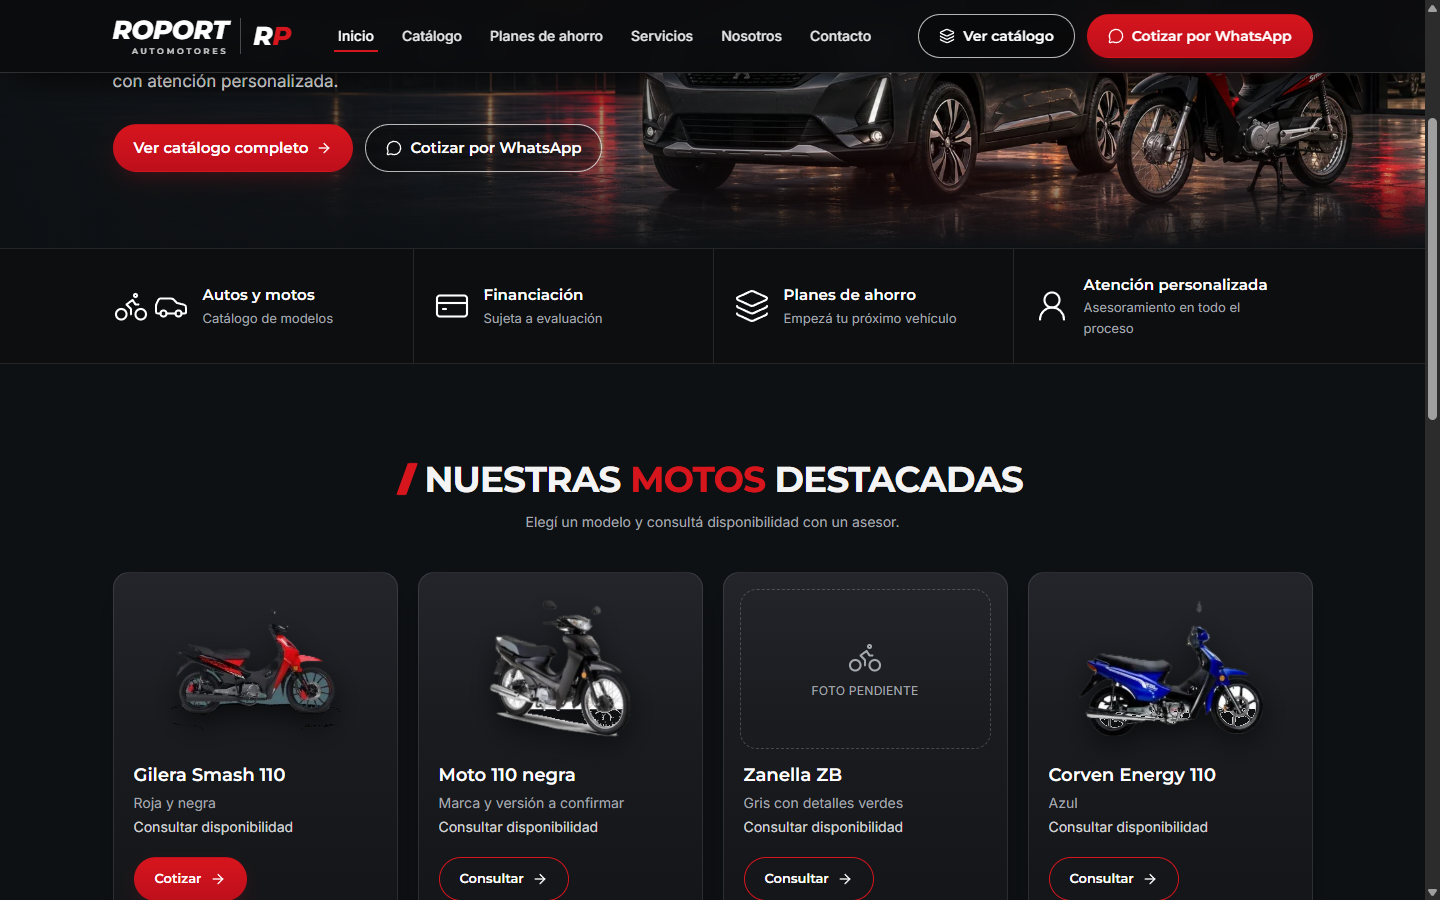 ROPORT
AUTOMOTORES
RP
Inicio
Catálogo
Planes de ahorro
Servicios
Nosotros
Contacto
Ver catálogo
Cotizar por WhatsApp
con atención personalizada.
Ver catálogo completo
Cotizar por WhatsApp
Autos y motos
Catálogo de modelos
Financiación
Sujeta a evaluación
Planes de ahorro
Empezá tu próximo vehículo
Atención personalizada
Asesoramiento en todo el
proceso
NUESTRAS MOTOS DESTACADAS
Elegí un modelo y consultá disponibilidad con un asesor.
Gilera Smash 110
Roja y negra
Consultar disponibilidad
Cotizar
Moto 110 negra
Marca y versión a confirmar
Consultar disponibilidad
Consultar
FOTO PENDIENTE
Zanella ZB
Gris con detalles verdes
Consultar disponibilidad
Consultar
Corven Energy 110
Azul
Consultar disponibilidad
Consultar